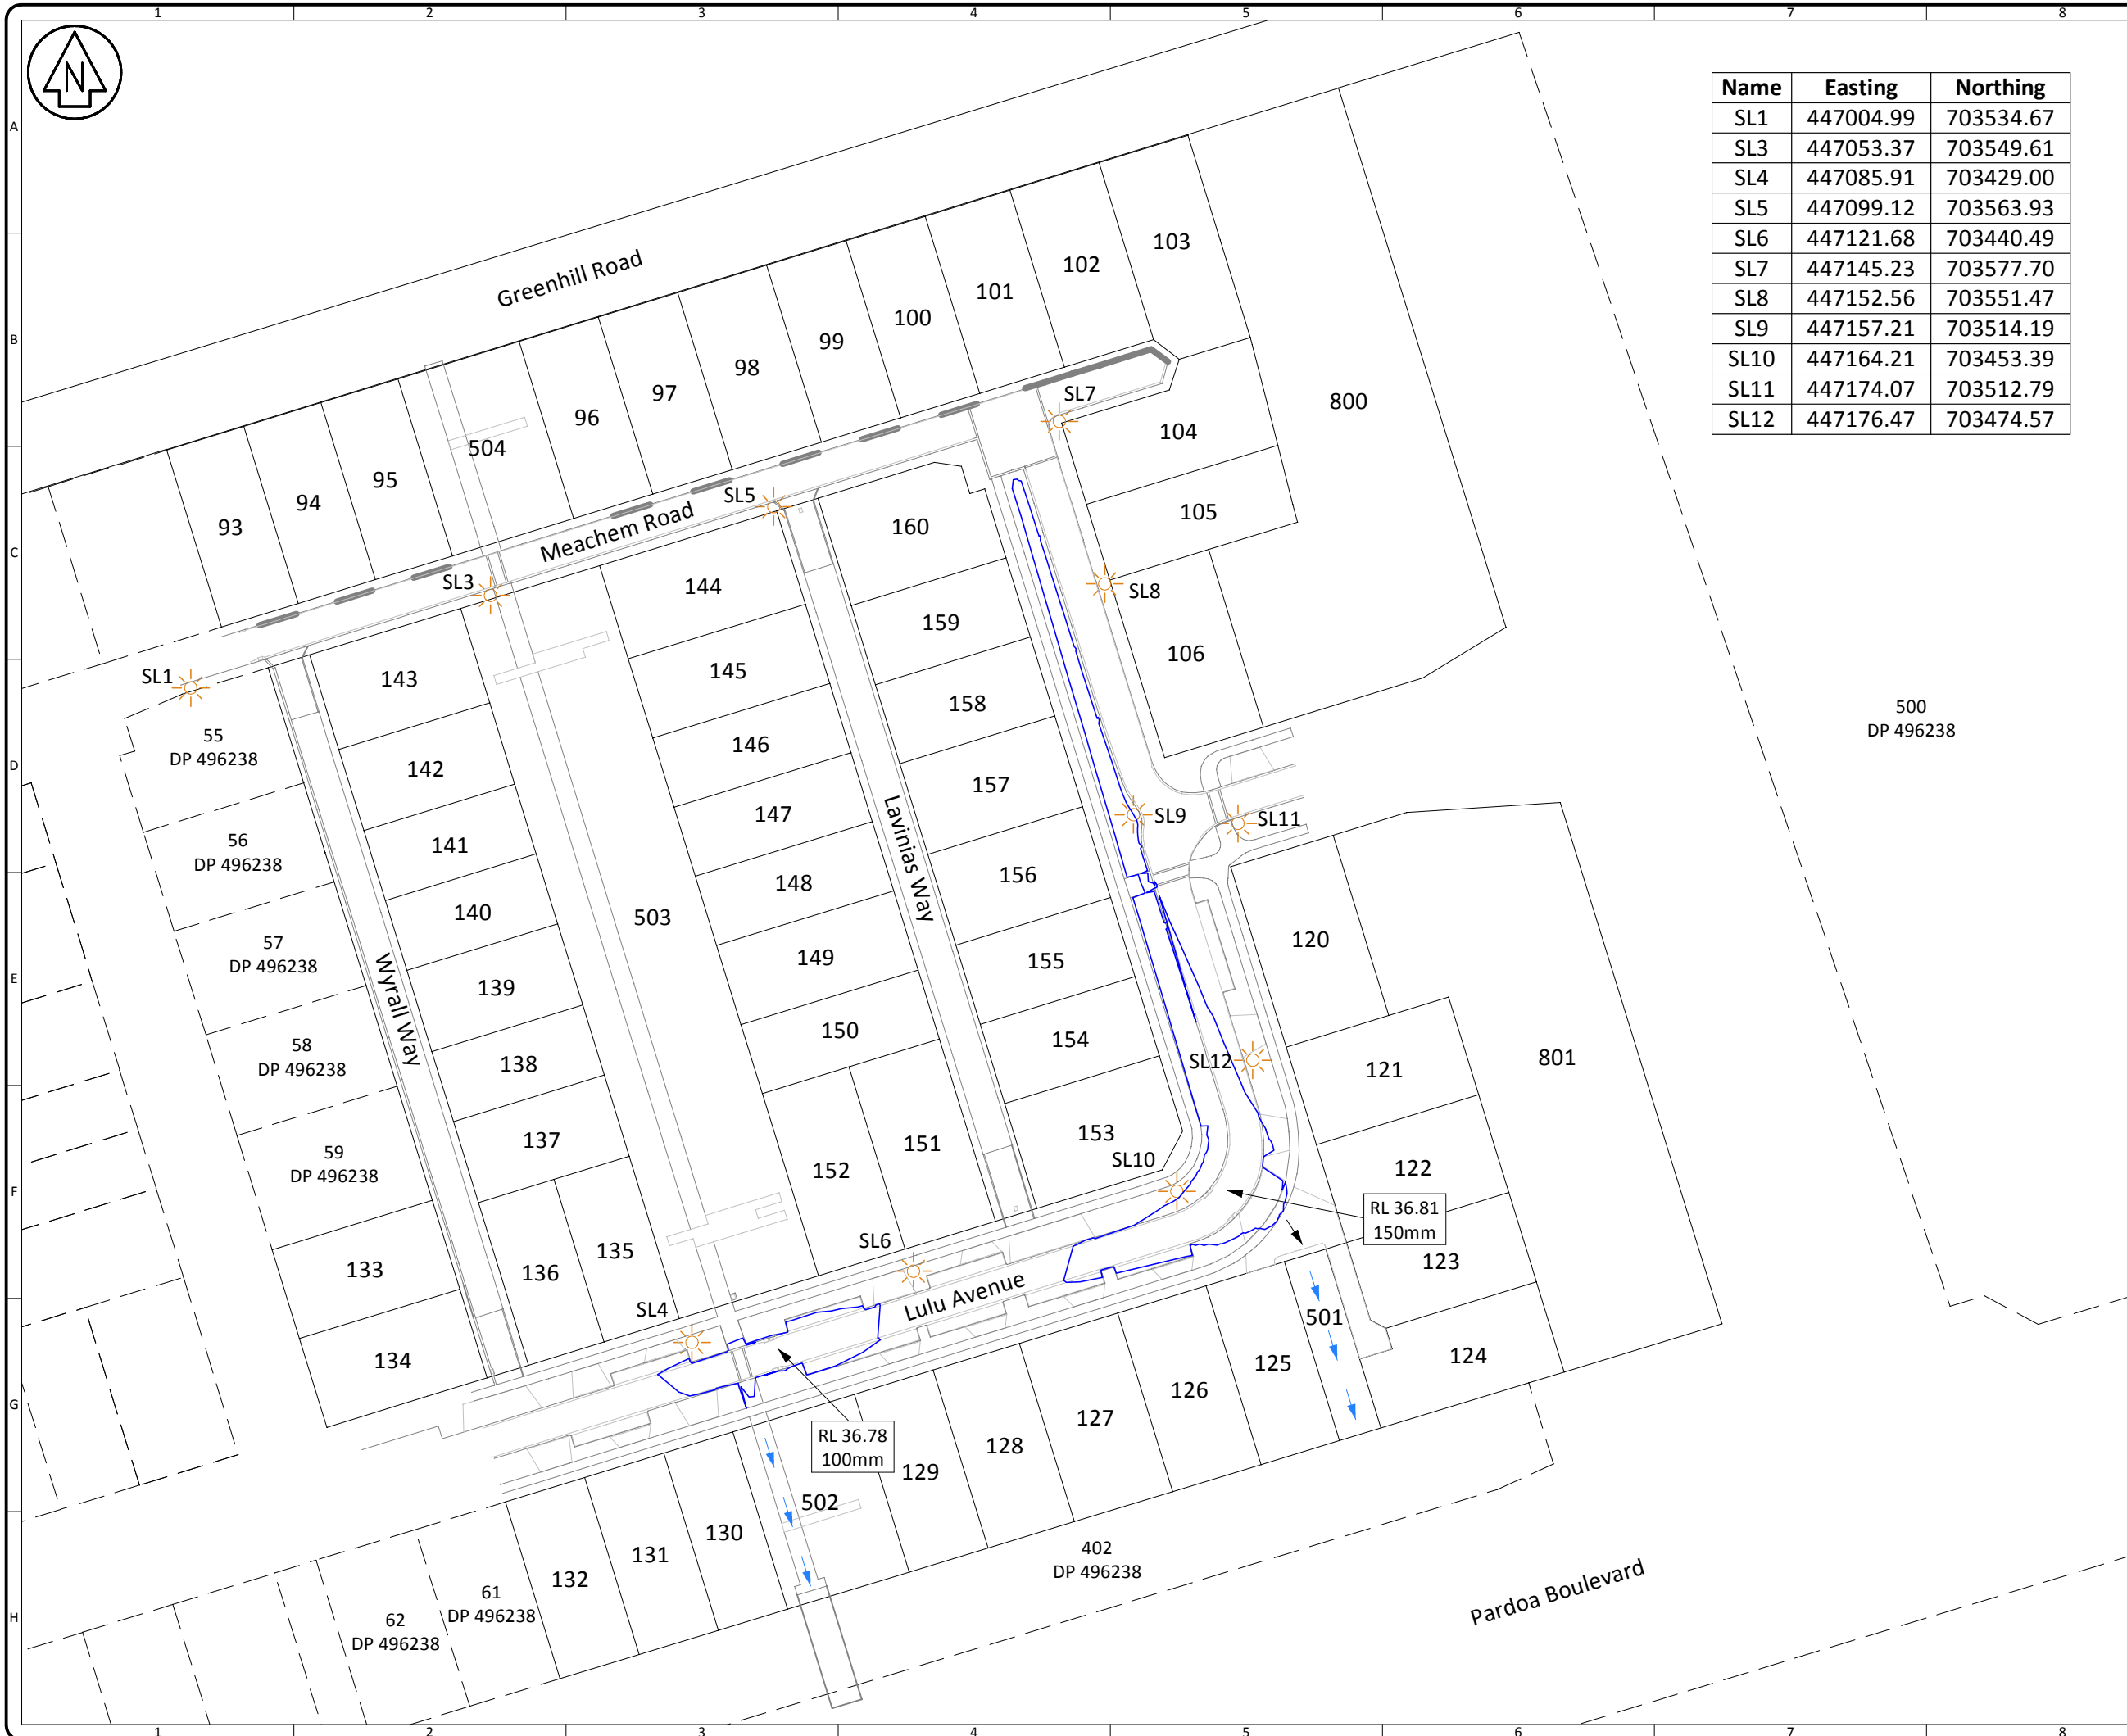 1 2 3 4 5 6 7 8
N
A
B
C
D
E
F
G
H
Name Easting Northing
SL1 447004.99 703534.67
SL3 447053.37 703549.61
SL4 447085.91 703429.00
SL5 447099.12 703563.93
SL6 447121.68 703440.49
SL7 447145.23 703577.70
SL8 447152.56 703551.47
SL9 447157.21 703514.19
SL10 447164.21 703453.39
SL11 447174.07 703512.79
SL12 447176.47 703474.57
Greenhill Road
103
102
101
100
99
98
97
96
504
95
94
93
800
SL7
104
105
SL5
Meachem Road
SL3
160
144
SL8
159
106
SL1
143
145
158
500
DP 496238
55
DP 496238
142
146
157
147
Lavinias Way
SL9
SL11
56
DP 496238
141
148
156
140
503
120
57
DP 496238
149
155
Wyrall Way
139
150
154
58
DP 496238
138
SL12
121
801
59
DP 496238
137
151
153
SL10
152
122
RL 36.81
150mm
133
136
135
SL6
123
SL4
Lulu Avenue
501
134
125
124
126
127
128
129
RL 36.78
100mm
502
130
131
132
402
DP 496238
61
DP 496238
62
DP 496238
Pardoa Boulevard
1 2 3 4 5 6 7 8